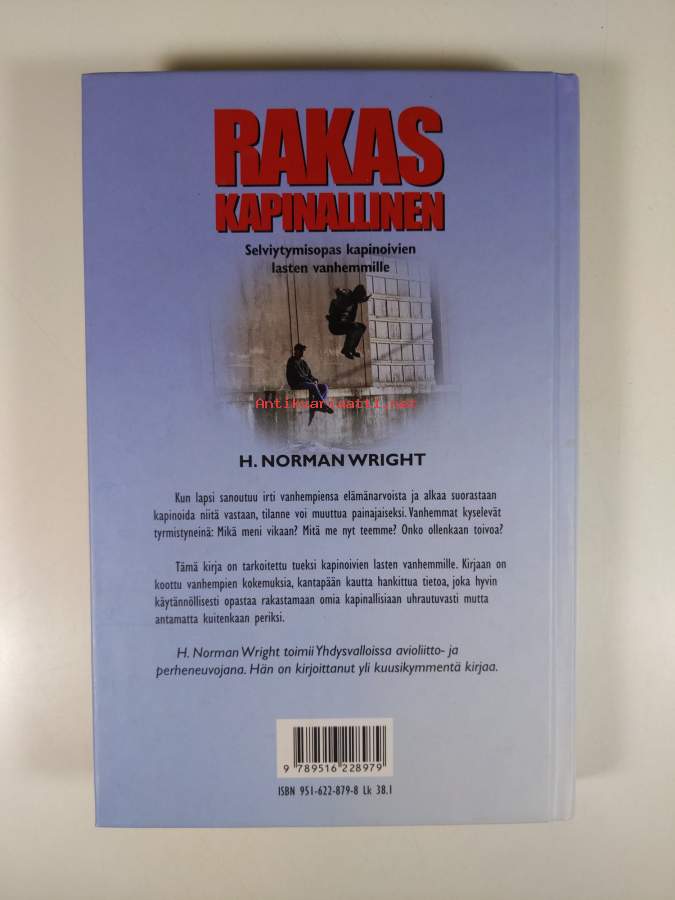 RAKAS
KAPINALLINEN
Selviytymisopas kapinoivien
lasten vanhemmille
Antikvariaatti.net
H. NORMAN WRIGHT
Kun lapsi sanoutuu irti vanhempiensa elämänarvoista ja alkaa suorastaan
kapinoida niitä vastaan, tilanne voi muuttua painajaiseksi. Vanhemmat kyselevät
tyrmistyneinä: Mikä meni vikaan? Mitä me nyt teemme? Onko ollenkaan toivoa?
Tämä kirja on tarkoitettu tueksi kapinoivien lasten vanhemmille. Kirjaan on
koottu vanhempien kokemuksia, kantapään kautta hankittua tietoa, joka hyvin
käytännöllisesti opastaa rakastamaan omia kapinallisiaan uhrautuvasti mutta
antamatta kuitenkaan periksi.
H. Norman Wright toimii Yhdysvalloissa avioliitto- ja
perheneuvojana. Hän on kirjoittanut yli kuusikymmentä kirjaa.
9 789516 228979
ISBN 951-622-879-8 Lk 38.1